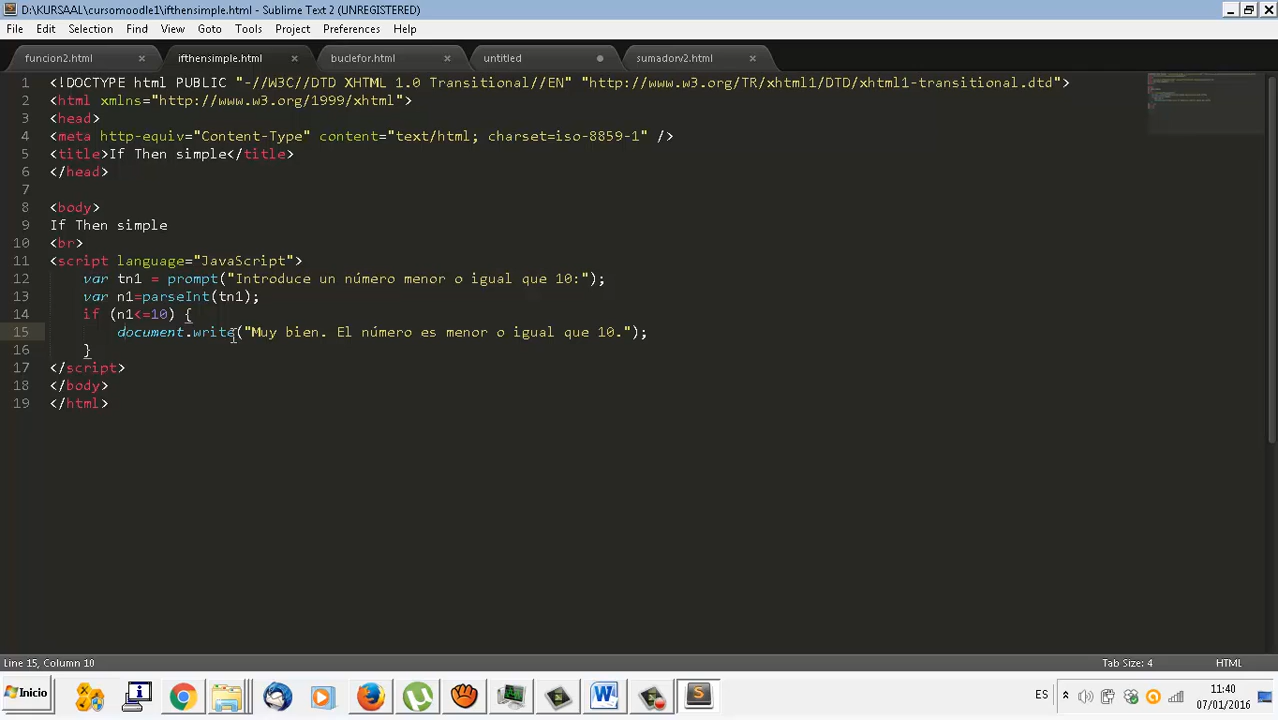 D:\KURSAAL\cursomoodle1\ifthensimple.html - Sublime Text 2 (UNREGISTERED)
File Edit Selection Find View Goto Tools Project Preferences Help
funcion2.html × ifthensimple.html × buclefor.html × untitled sumadorv2.html ×
1 <!DOCTYPE html PUBLIC "-//W3C//DTD XHTML 1.0 Transitional//EN" "http://www.w3.org/TR/xhtml1/DTD/xhtml1-transitional.dtd">
2 <html xmlns="http://www.w3.org/1999/xhtml">
3 <head>
4 <meta http-equiv="Content-Type" content="text/html; charset=iso-8859-1" />
5 <title>If Then simple</title>
6 </head>
7
8 <body>
9 If Then simple
10 <br>
11 <script language="JavaScript">
12 var tn1 = prompt("Introduce un número menor o igual que 10:");
13 var n1=parseInt(tn1);
14 if (n1<=10) {
15 document.write("Muy bien. El número es menor o igual que 10.");
16 }
17 </script>
18 </body>
19 </html>
Line 15, Column 10 Tab Size: 4 HTML
Inicio ES 11:40
07/01/2016